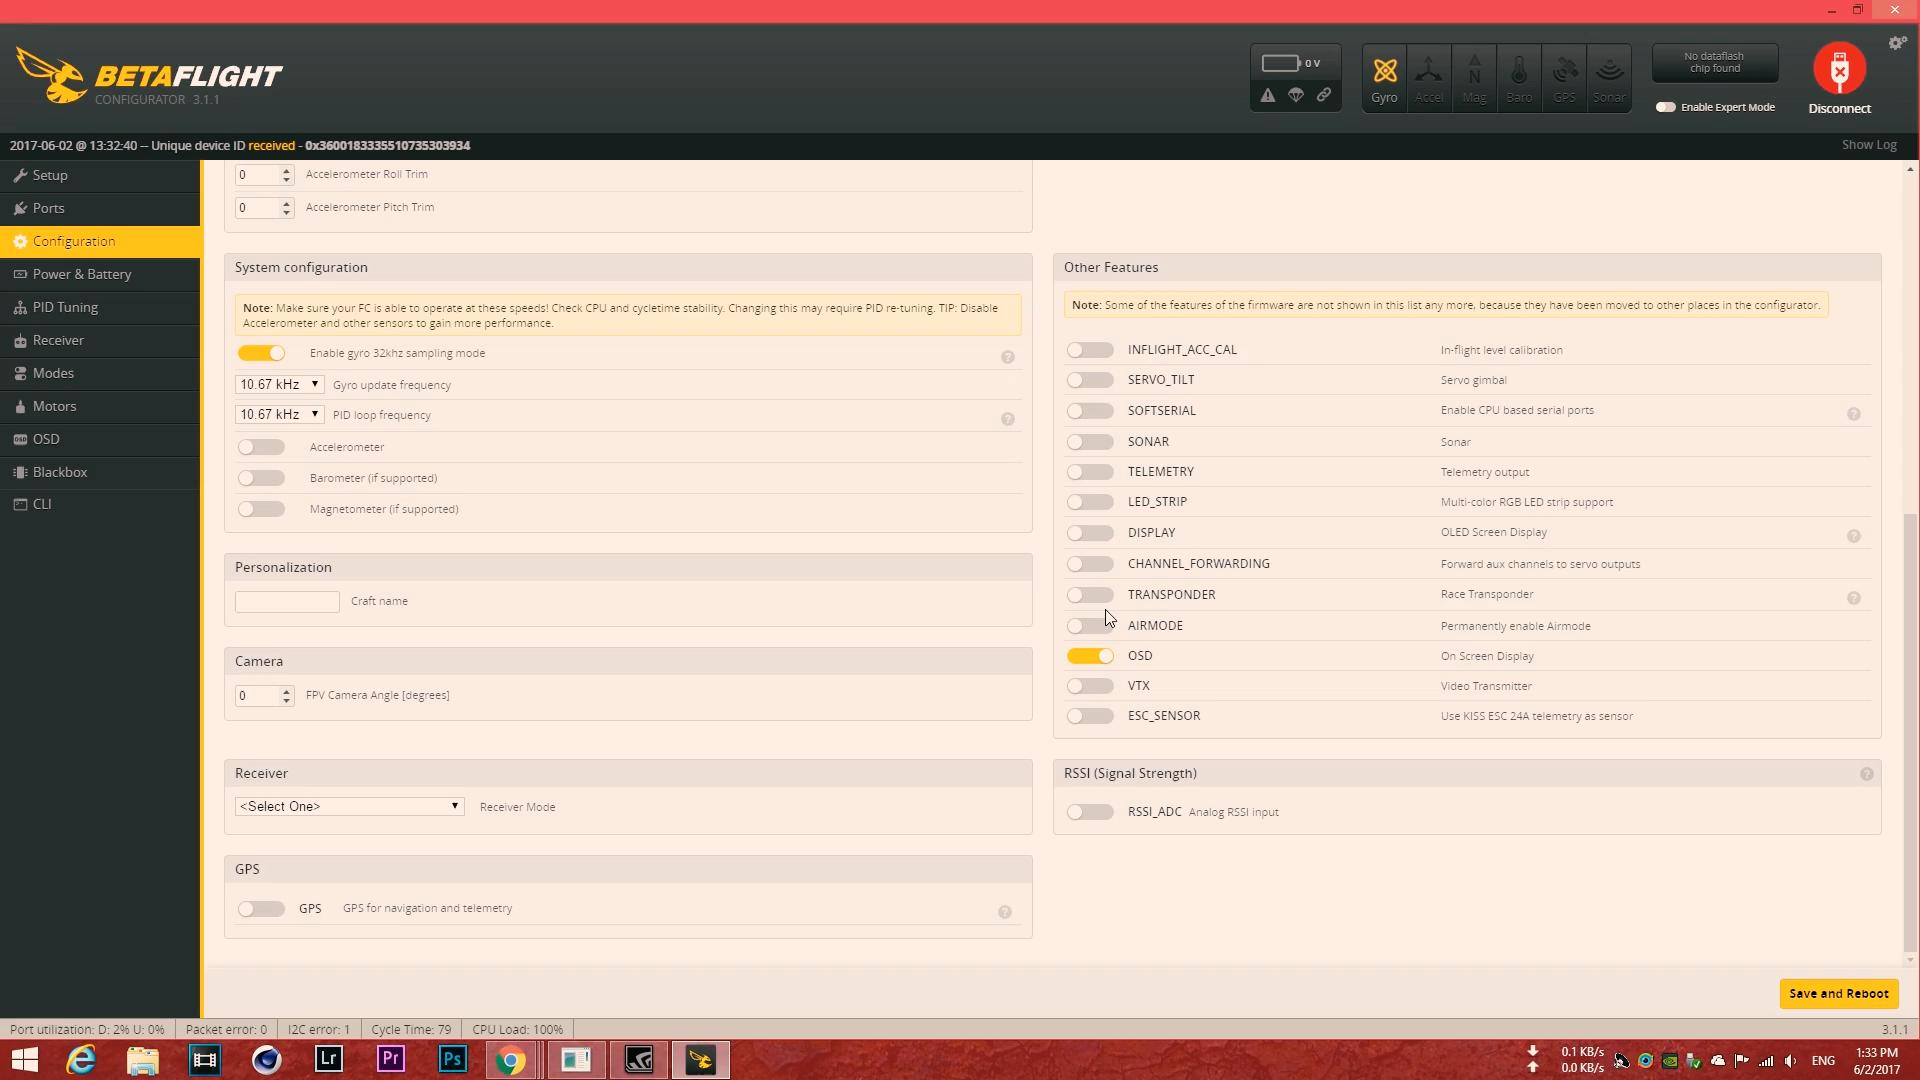 BETAFLIGHT
CONFIGURATOR 3.1.1
0 V
Gyro
Accel
Mag
Baro
GPS
Sonar
No dataflash
chip found
Enable Expert Mode
Disconnect
2017-06-02 @ 13:32:40 -- Unique device ID received - 0x3600183335510735303934
Show Log
Setup
Ports
Configuration
Power & Battery
PID Tuning
Receiver
Modes
Motors
OSD
Blackbox
CLI
0 Accelerometer Roll Trim
0 Accelerometer Pitch Trim
System configuration
Note: Make sure your FC is able to operate at these speeds! Check CPU and cycletime stability. Changing this may require PID re-tuning. TIP: Disable
Accelerometer and other sensors to gain more performance.
Enable gyro 32khz sampling mode ?
10.67 kHz Gyro update frequency
10.67 kHz PID loop frequency ?
Accelerometer
Barometer (if supported)
Magnetometer (if supported)
Personalization
Craft name
Camera
0 FPV Camera Angle [degrees]
Receiver
<Select One> Receiver Mode
GPS
GPS GPS for navigation and telemetry ?
Other Features
Note: Some of the features of the firmware are not shown in this list any more, because they have been moved to other places in the configurator.
INFLIGHT_ACC_CAL In-flight level calibration
SERVO_TILT Servo gimbal
SOFTSERIAL Enable CPU based serial ports ?
SONAR Sonar
TELEMETRY Telemetry output
LED_STRIP Multi-color RGB LED strip support
DISPLAY OLED Screen Display ?
CHANNEL_FORWARDING Forward aux channels to servo outputs
TRANSPONDER Race Transponder ?
AIRMODE Permanently enable Airmode
OSD On Screen Display
VTX Video Transmitter
ESC_SENSOR Use KISS ESC 24A telemetry as sensor
RSSI (Signal Strength) ?
RSSI_ADC Analog RSSI input
Save and Reboot
Port utilization: D: 2% U: 0% Packet error: 0 I2C error: 1 Cycle Time: 79 CPU Load: 100% 3.1.1
Lr Pr Ps
0.1 KB/s
0.0 KB/s
ENG
1:33 PM
6/2/2017